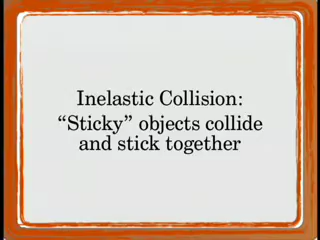 Inelastic Collision:
“Sticky” objects collide
and stick together